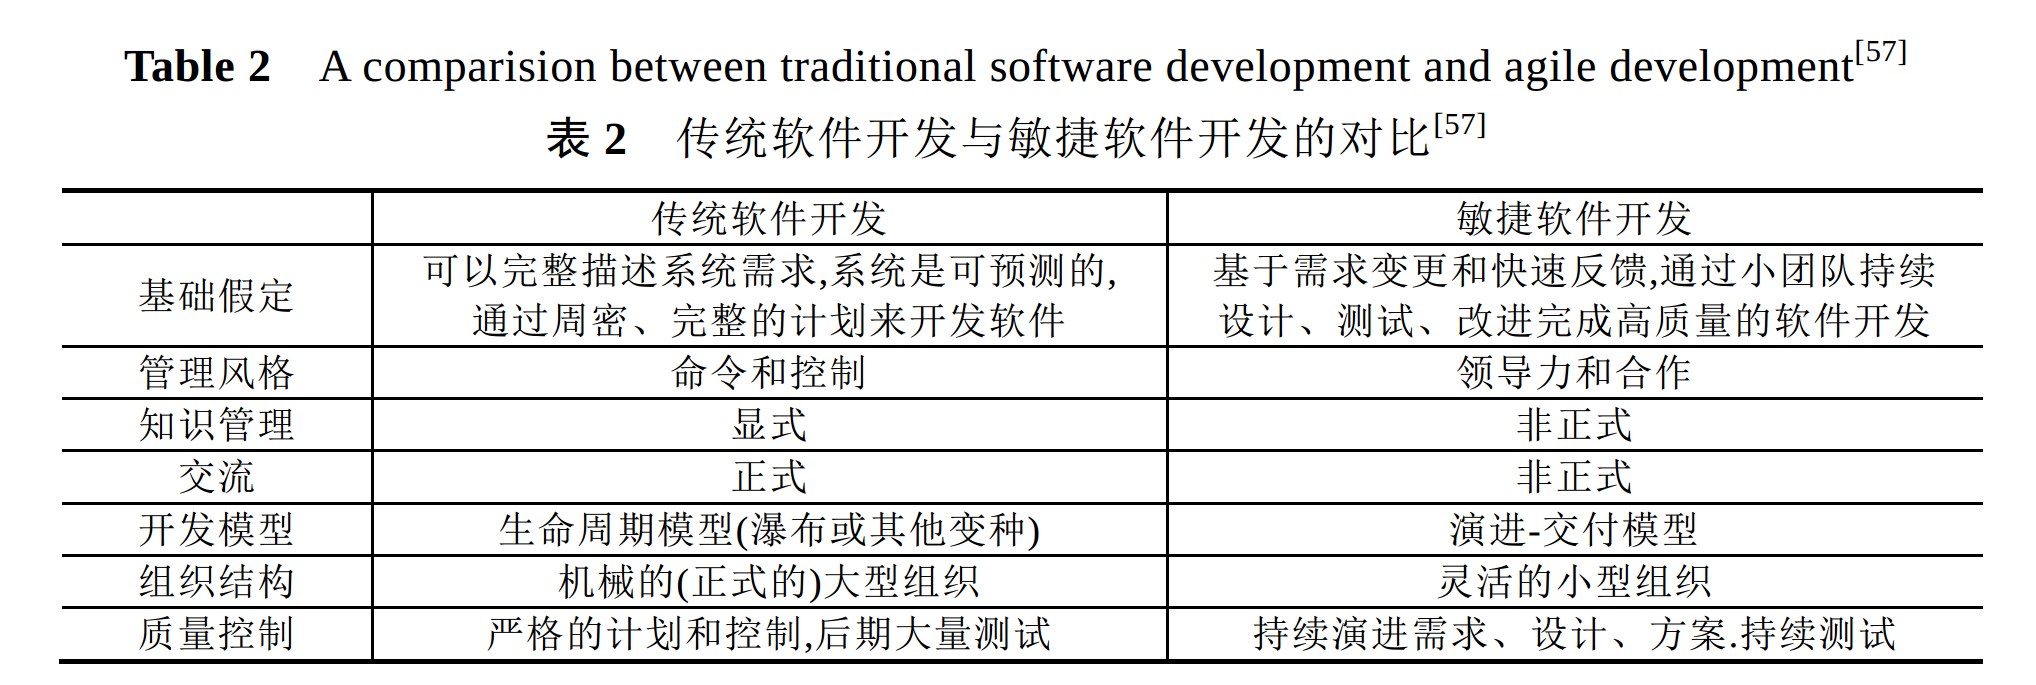 Table 2 A comparision between traditional software development and agile development[57]
表 2 传统软件开发与敏捷软件开发的对比[57]
传统软件开发 敏捷软件开发
基础假定 可以完整描述系统需求,系统是可预测的, 基于需求变更和快速反馈,通过小团队持续
通过周密、完整的计划来开发软件 设计、测试、改进完成高质量的软件开发
管理风格 命令和控制 领导力和合作
知识管理 显式 非正式
交流 正式 非正式
开发模型 生命周期模型(瀑布或其他变种) 演进-交付模型
组织结构 机械的(正式的)大型组织 灵活的小型组织
质量控制 严格的计划和控制,后期大量测试 持续演进需求、设计、方案.持续测试